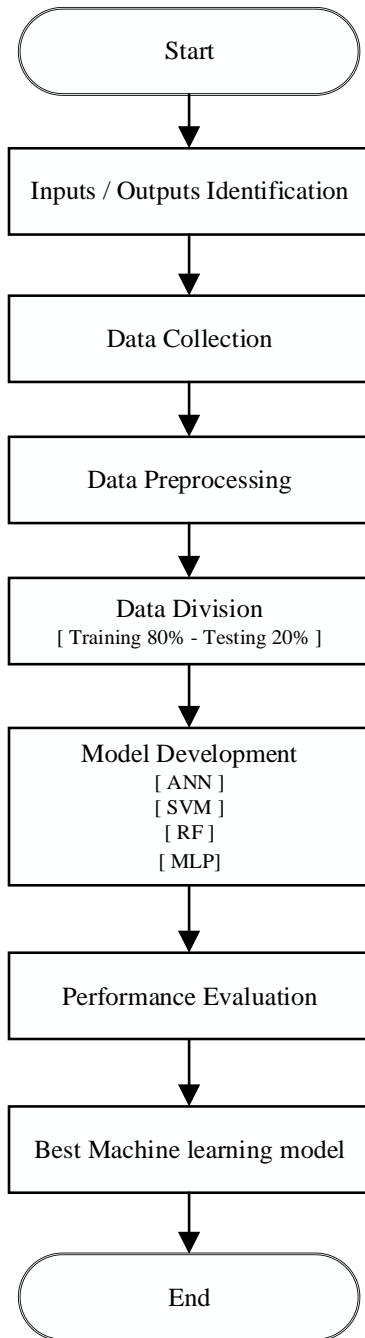 Start
Inputs / Outputs Identification
Data Collection
Data Preprocessing
Data Division
[ Training 80% - Testing 20% ]
Model Development
[ ANN ]
[ SVM ]
[ RF ]
[ MLP]
Performance Evaluation
Best Machine learning model
End